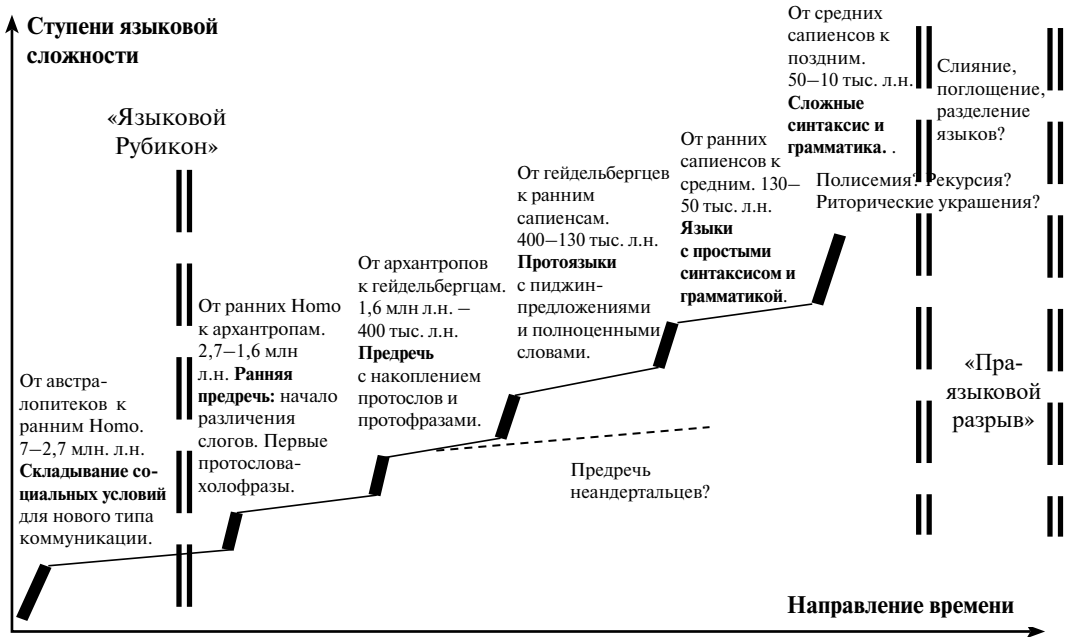 Ступени языковой
сложности
«Языковой
Рубикон»
От австра-
лопитеков к
ранним Homo.
7–2,7 млн. л.н.
Складывание со-
циальных условий
для нового типа
коммуникации.
От ранних Homo
к архантропам.
2,7–1,6 млн
л.н. Ранняя
предречь: начало
различения
слогов. Первые
протослова-
холофразы.
От архантропов
к гейдельбергцам.
1,6 млн л.н. –
400 тыс. л.н.
Предречь
с накоплением
протослов и
протофразами.
От гейдельбергцев
к ранним
сапиенсам.
400–130 тыс. л.н.
Протоязыки
с пиджин-
предложениями
и полноценными
словами.
От ранних
сапиенсов к
средним. 130–
50 тыс. л.н.
Языки
с простыми
синтаксисом и
грамматикой.
От средних
сапиенсов к
поздним.
50–10 тыс. л.н.
Сложные
синтаксис и
грамматика. .
Полисемия? Рекурсия?
Риторические украшения?
Слияние,
поглощение,
разделение
языков?
«Пра-
языковой
разрыв»
Предречь
неандертальцев?
Направление времени